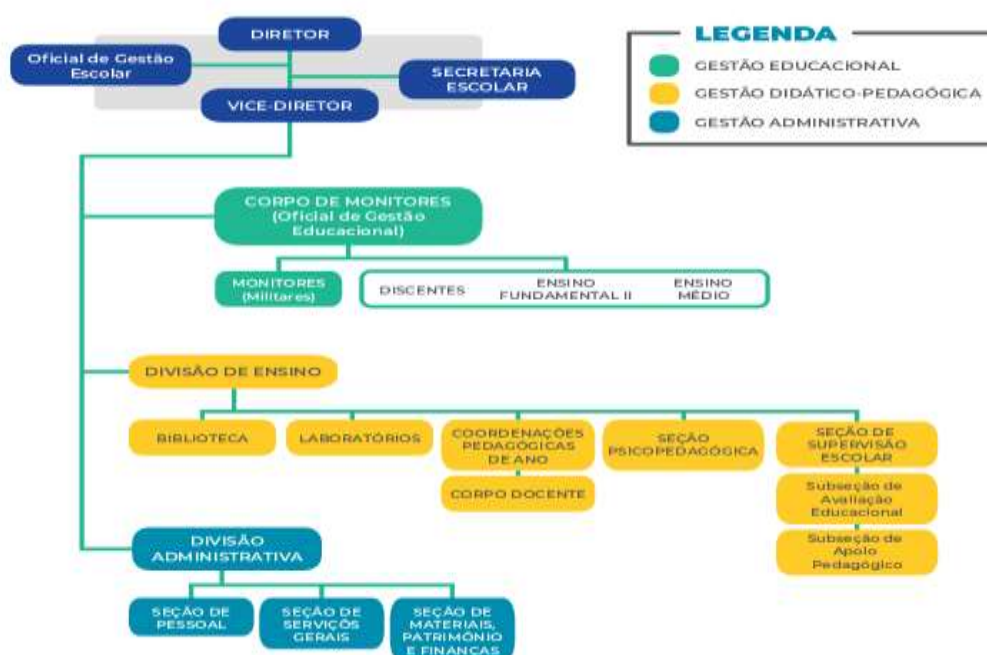 DIRETOR
Oficial de Gestão
Escolar
SECRETARIA
ESCOLAR
VICE-DIRETOR
LEGENDA
GESTÃO EDUCACIONAL
GESTÃO DIDÁTICO-PEDAGÓGICA
GESTÃO ADMINISTRATIVA
CORPO DE MONITORES
(Oficial de Gestão
Educacional)
MONITORES
(Militares)
DISCENTES
ENSINO
FUNDAMENTAL II
ENSINO
MÉDIO
DIVISÃO DE ENSINO
BIBLIOTECA
LABORATÓRIOS
COORDENAÇÕES
PEDAGÓGICAS
DE ANO
CORPO DOCENTE
SEÇÃO
PSICOPEDAGÓGICA
SEÇÃO DE
SUPERVISÃO
ESCOLAR
Subseção de
Avaliação
Educacional
Subseção de
Apoio
Pedagógico
DIVISÃO
ADMINISTRATIVA
SEÇÃO DE
PESSOAL
SEÇÃO DE
SERVIÇOS
GERAIS
SEÇÃO DE
MATERIAIS,
PATRIMÔNIO
E FINANÇAS